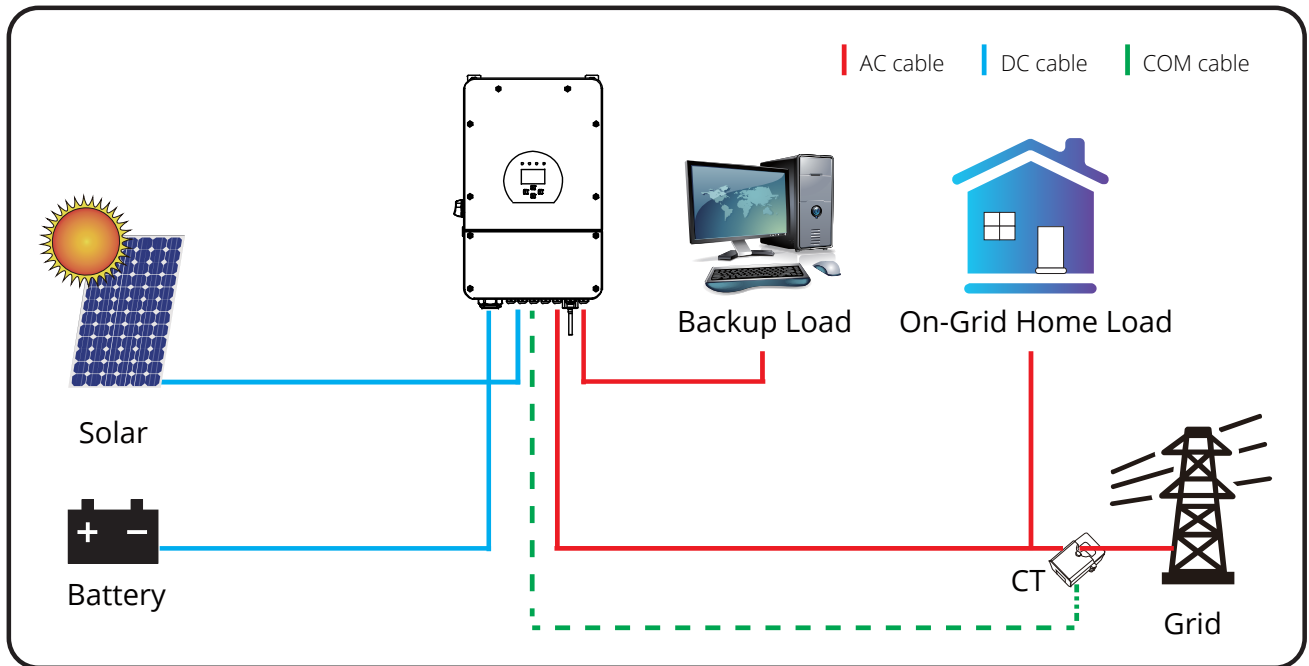 AC cable
DC cable
COM cable
Backup Load
On-Grid Home Load
Solar
+ −
Battery
CT
Grid